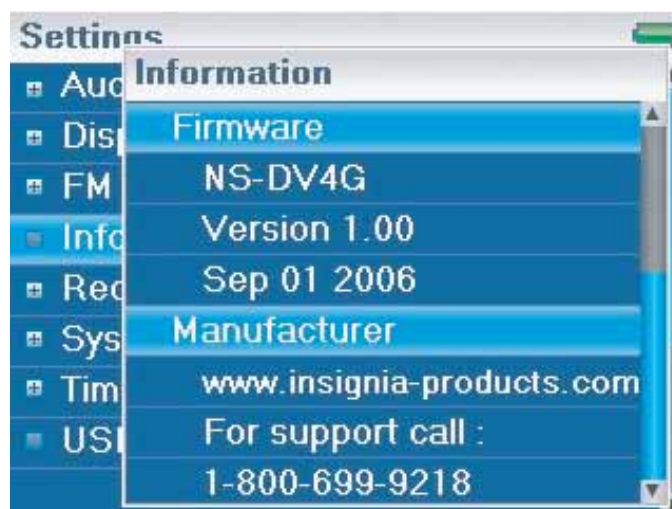 Settings
Information
Firmware
NS-DV4G
Version 1.00
Sep 01 2006
Manufacturer
www.insignia-products.com
For support call :
1-800-699-9218
FM